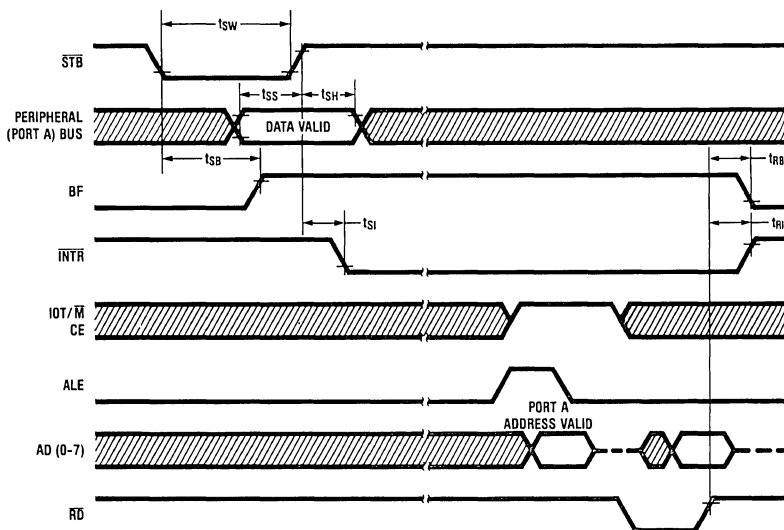 tSW
STB
tSS
tSH
PERIPHERAL
(PORT A) BUS
DATA VALID
tSB
tRB
BF
tSI
tRI
INTR
IOT/M
CE
ALE
PORT A
ADDRESS VALID
AD (0-7)
RD